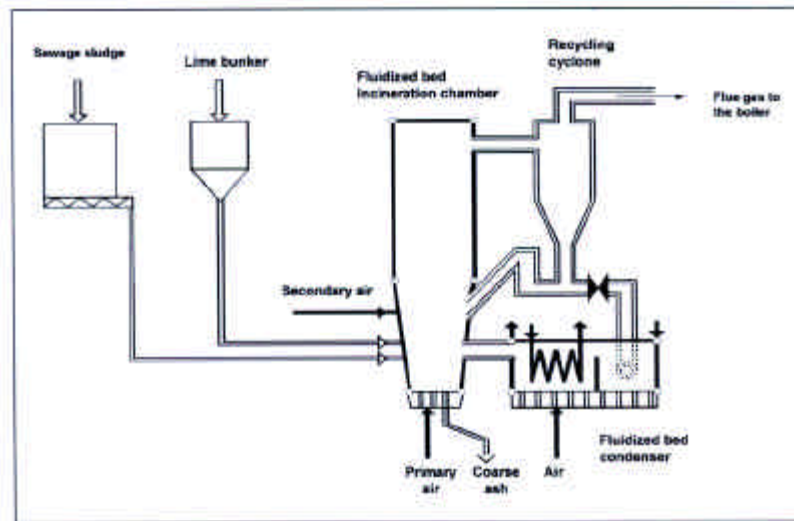 Sewage sludge
Lime bunker
Fluidized bed
incineration chamber
Recycling
cyclone
Flue gas to
the boiler
Secondary air
Primary
air
Coarse
ash
Air
Fluidized bed
condenser